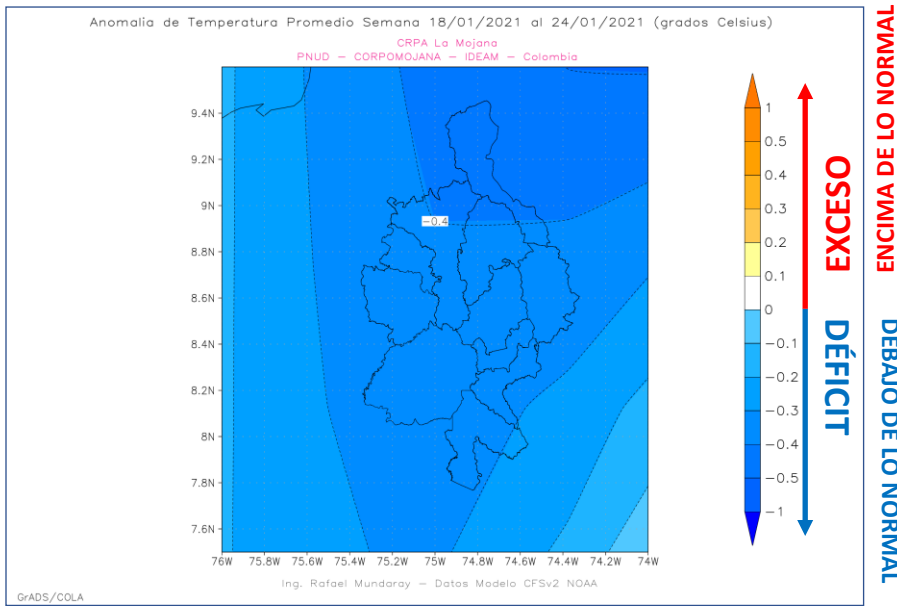 Anomalia de Temperatura Promedio Semana 18/01/2021 al 24/01/2021 (grados Celsius)
CRPA La Mojana
PNUD – CORPOMOJANA – IDEAM – Colombia
9.4N
9.2N
9N
8.8N
8.6N
8.4N
8.2N
8N
7.8N
7.6N
−0.4
76W
75.8W
75.6W
75.4W
75.2W
75W
74.8W
74.6W
74.4W
74.2W
74W
1
0.5
0.4
0.3
0.2
0.1
0
−0.1
−0.2
−0.3
−0.4
−0.5
−1
EXCESO
DÉFICIT
ENCIMA DE LO NORMAL
DEBAJO DE LO NORMAL
Ing. Rafael Mundaray – Datos Modelo CFSv2 NOAA
GrADS/COLA